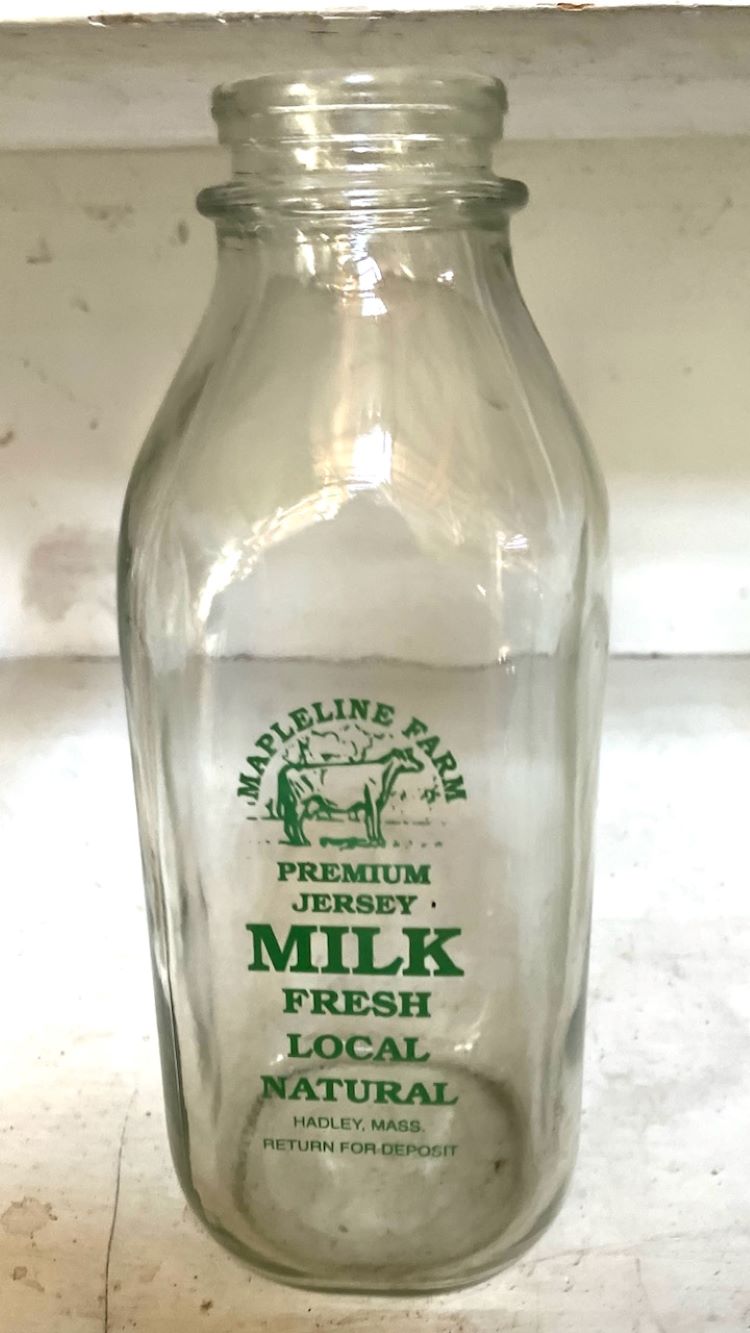 MAPLELINE FARM
PREMIUM
JERSEY
MILK
FRESH
LOCAL
NATURAL
HADLEY, MASS.
RETURN FOR DEPOSIT